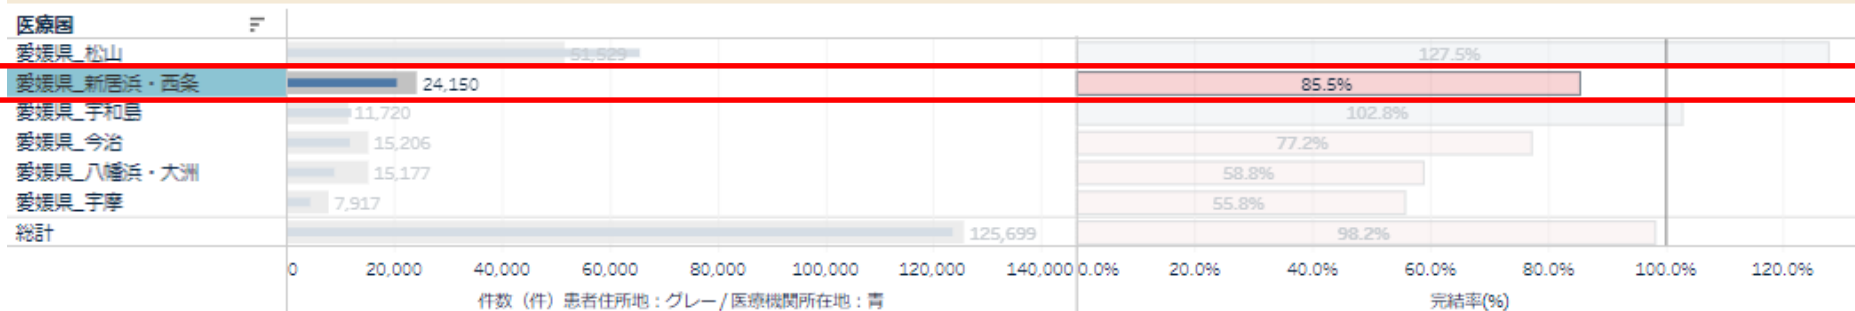 医療圏
愛媛県_松山 51,529 127.5%
愛媛県_新居浜・西条 24,150 85.5%
愛媛県_宇和島 11,720 102.8%
愛媛県_今治 15,206 77.2%
愛媛県_八幡浜・大洲 15,177 58.8%
愛媛県_宇摩 7,917 55.8%
総計 125,699 98.2%
0 20,000 40,000 60,000 80,000 100,000 120,000 140,000 0.0% 20.0% 40.0% 60.0% 80.0% 100.0% 120.0%
件数（件）患者住所地：グレー/医療機関所在地：青 完結率(%)